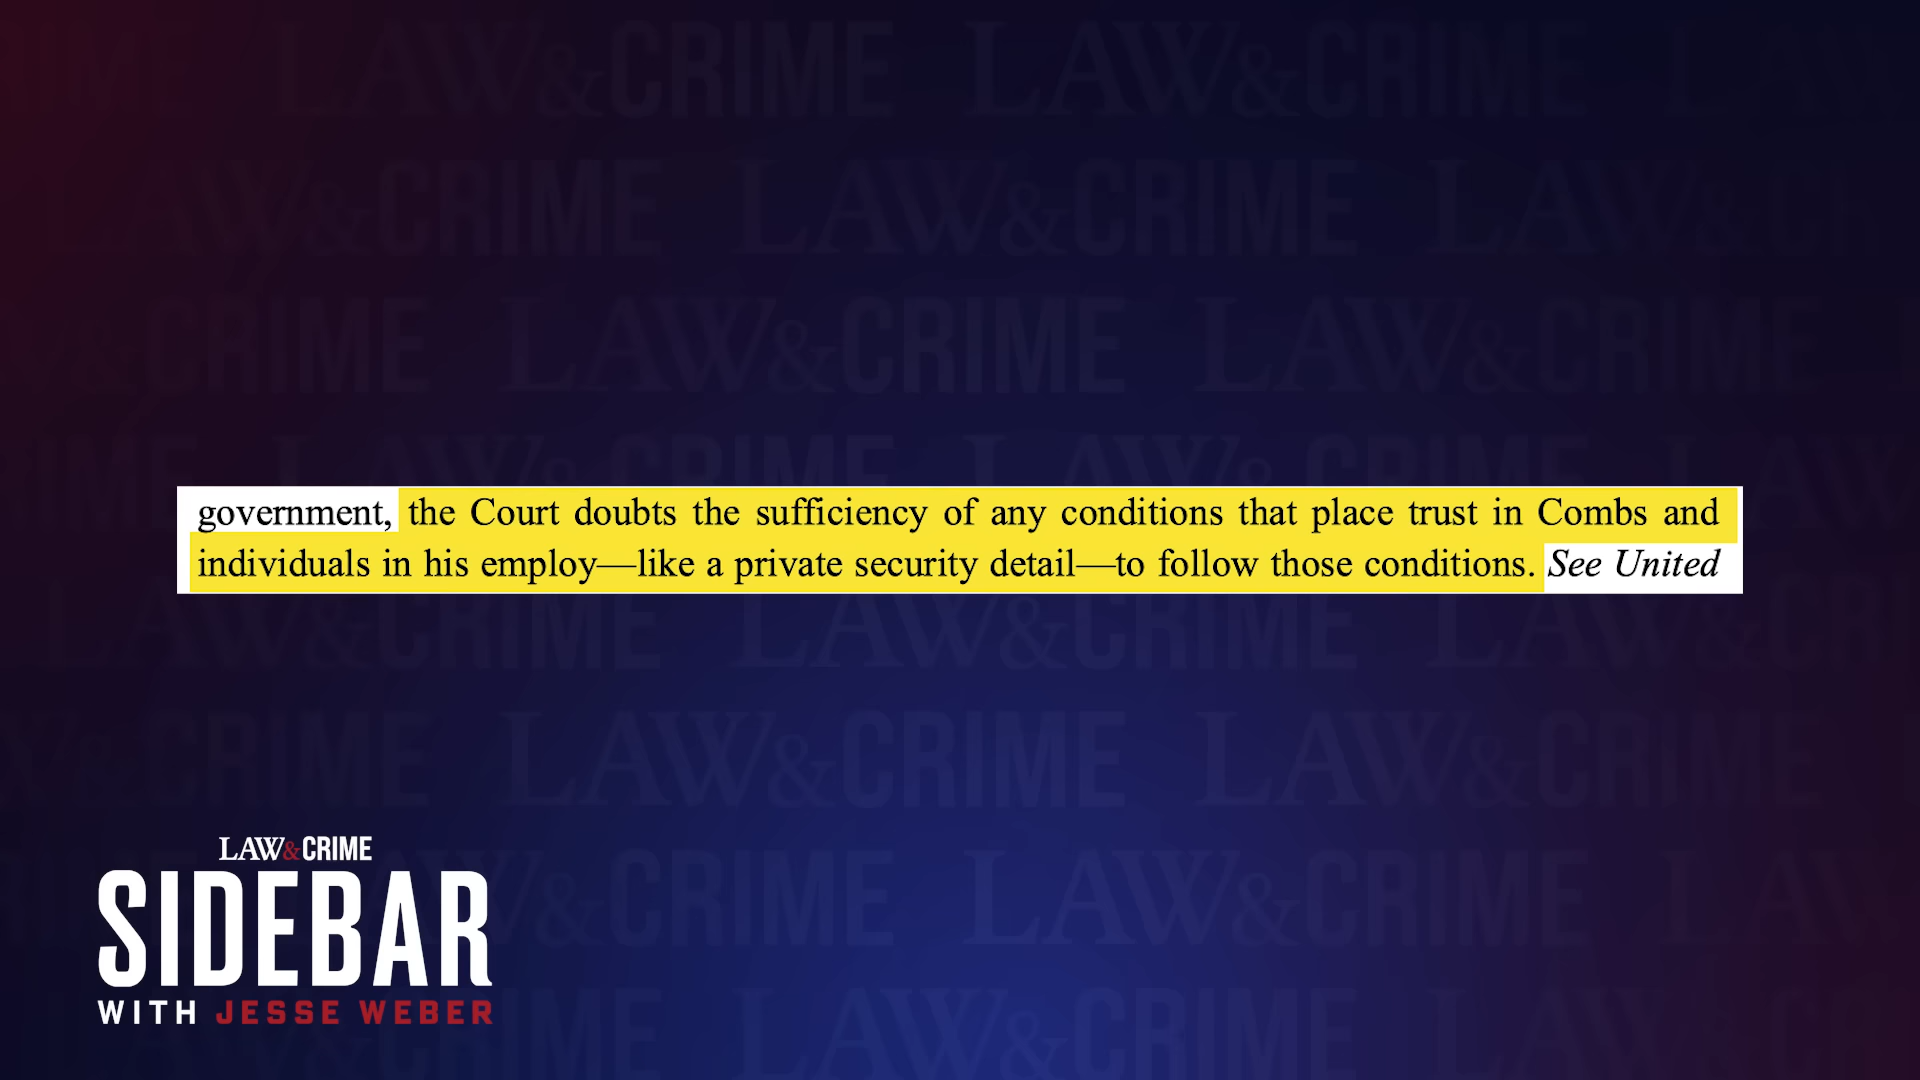 government, the Court doubts the sufficiency of any conditions that place trust in Combs and
individuals in his employ—like a private security detail—to follow those conditions. See United
LAW&CRIME
SIDEBAR
WITH JESSE WEBER